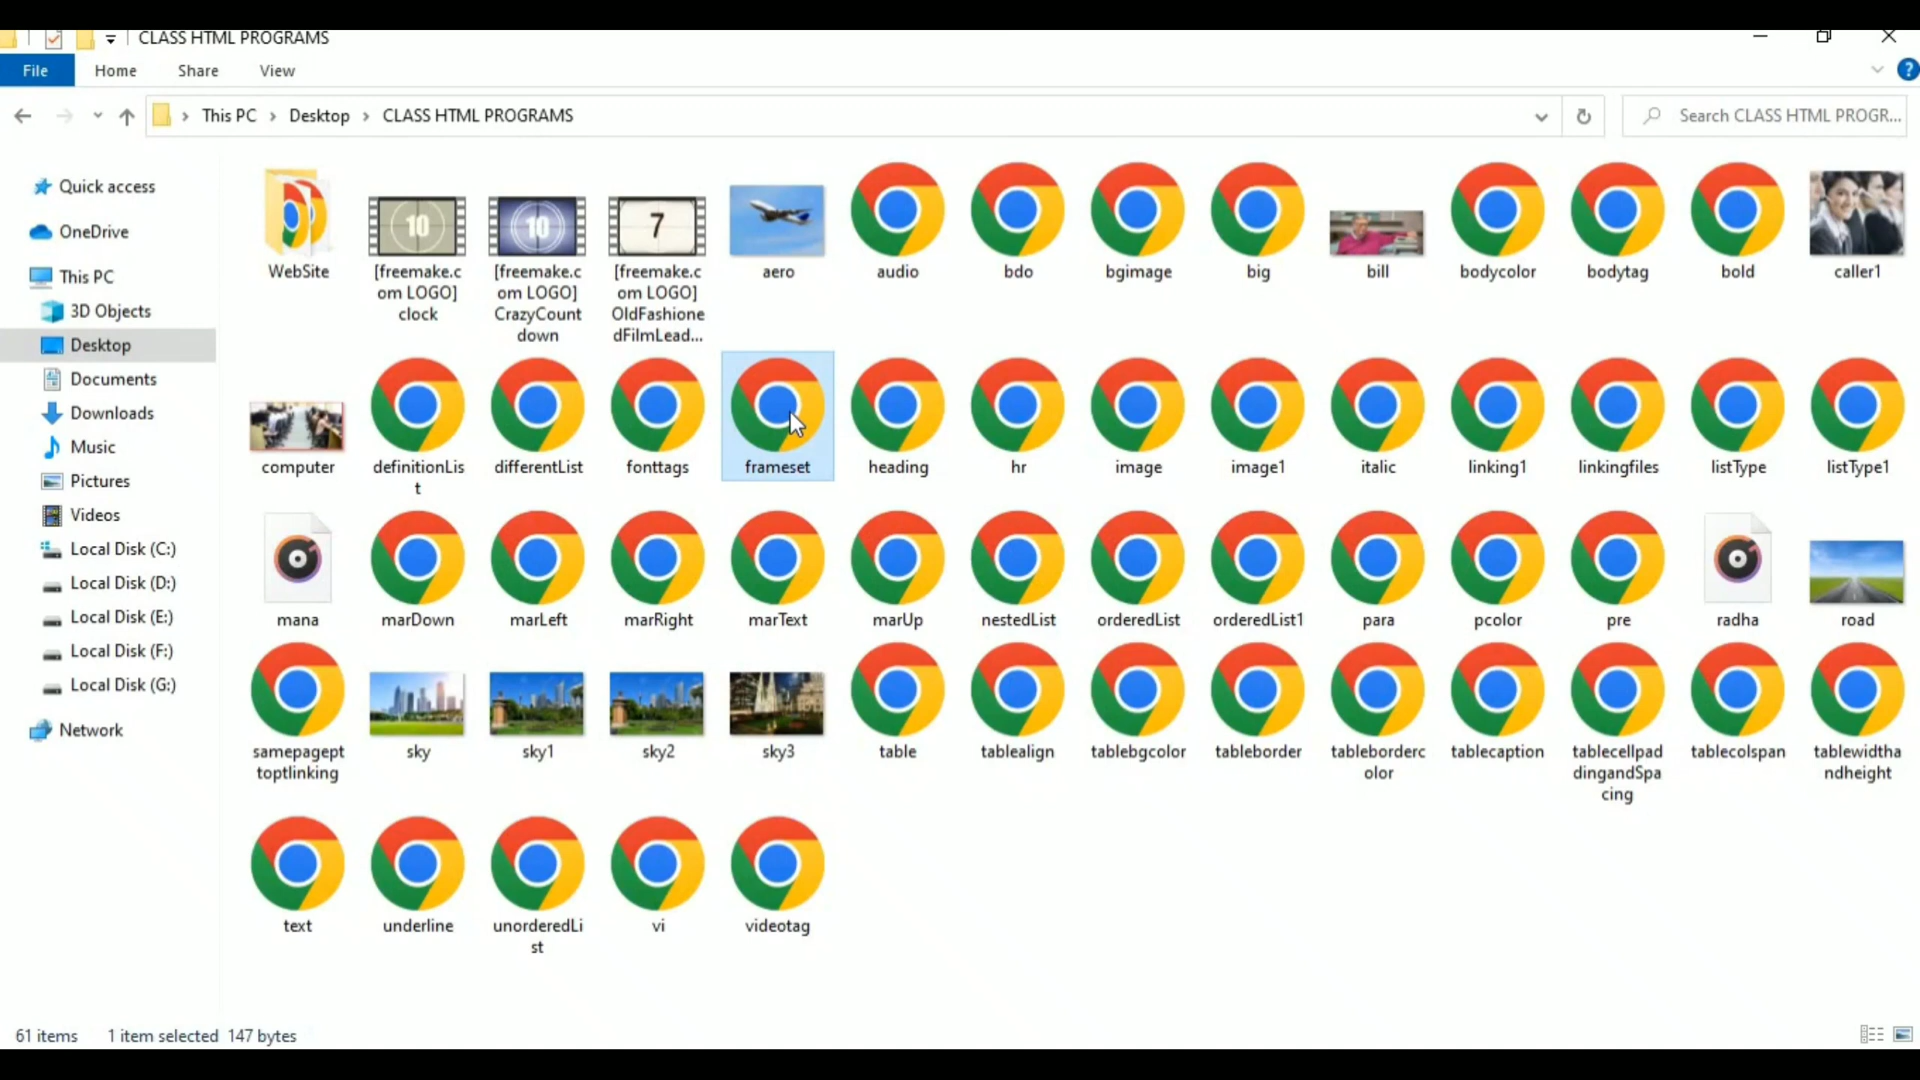 CLASS HTML PROGRAMS
File Home Share View
?
This PC Desktop CLASS HTML PROGRAMS
Search CLASS HTML PROGR...
Quick access
OneDrive
This PC
3D Objects
Desktop
Documents
Downloads
Music
Pictures
Videos
Local Disk (C:)
Local Disk (D:)
Local Disk (E:)
Local Disk (F:)
Local Disk (G:)
Network
10
10
7
WebSite
[freemake.c
om LOGO]
clock
[freemake.c
om LOGO]
CrazyCount
down
[freemake.c
om LOGO]
OldFashione
dFilmLead...
aero
audio
bdo
bgimage
big
bill
bodycolor
bodytag
bold
caller1
computer
definitionLis
t
differentList
fonttags
frameset
heading
hr
image
image1
italic
linking1
linkingfiles
listType
listType1
mana
marDown
marLeft
marRight
marText
marUp
nestedList
orderedList
orderedList1
para
pcolor
pre
radha
road
samepagept
toptlinking
sky
sky1
sky2
sky3
table
tablealign
tablebgcolor
tableborder
tableborderc
olor
tablecaption
tablecellpad
dingandSpa
cing
tablecolspan
tablewidtha
ndheight
text
underline
unorderedLi
st
vi
videotag
61 items 1 item selected 147 bytes